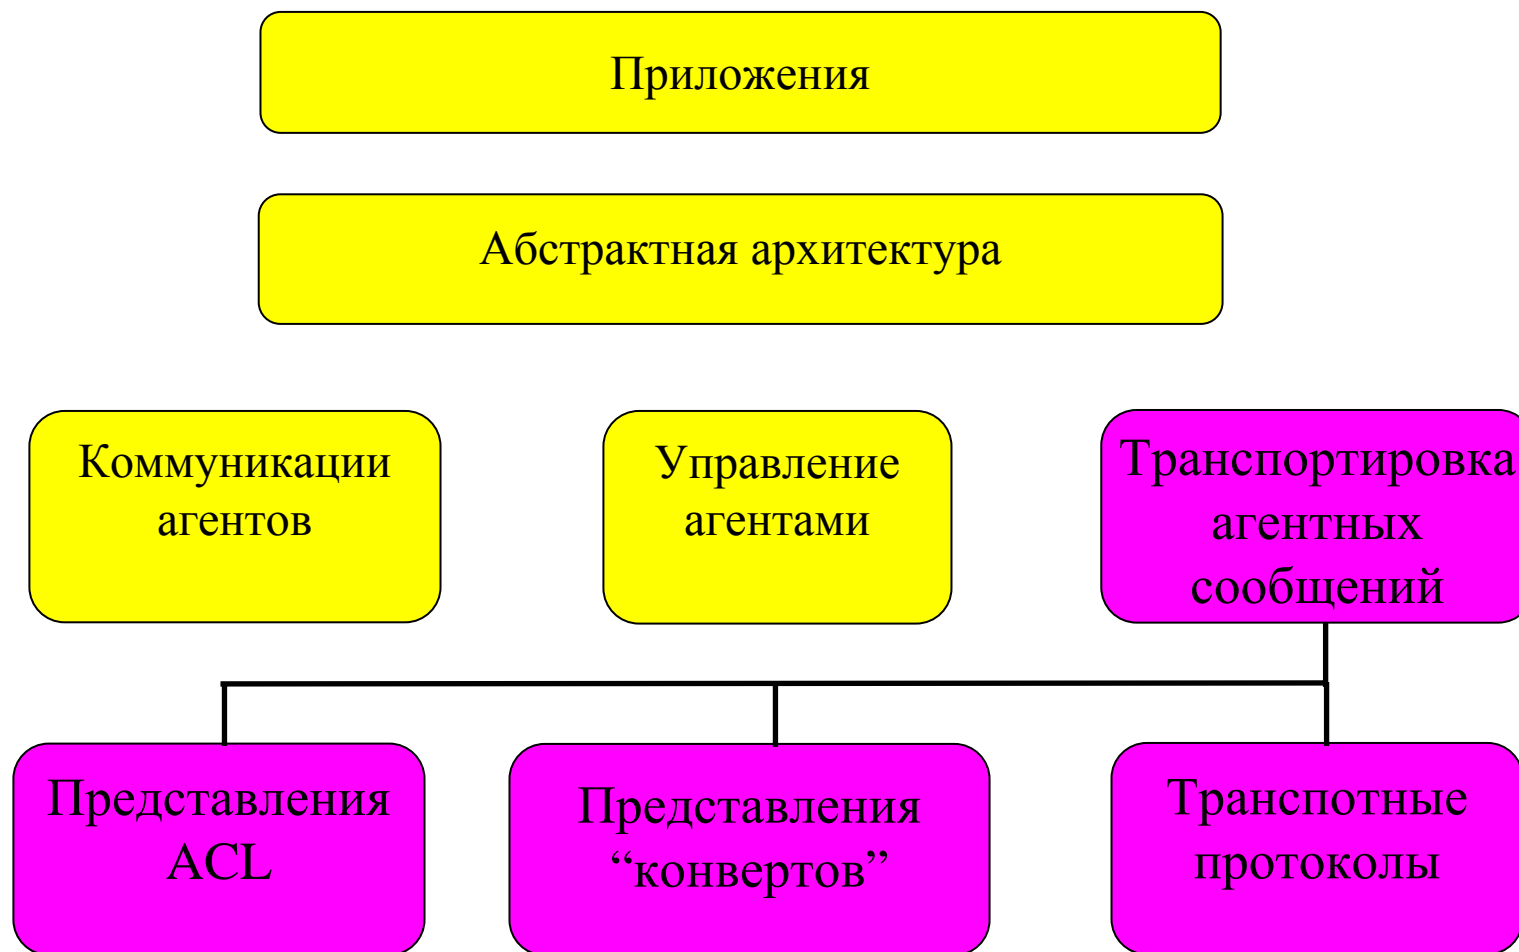 Приложения
Абстрактная архитектура
Коммуникации
агентов
Управление
агентами
Транспортировка
агентных
сообщений
Представления
ACL
Представления
“конвертов”
Транспотные
протоколы